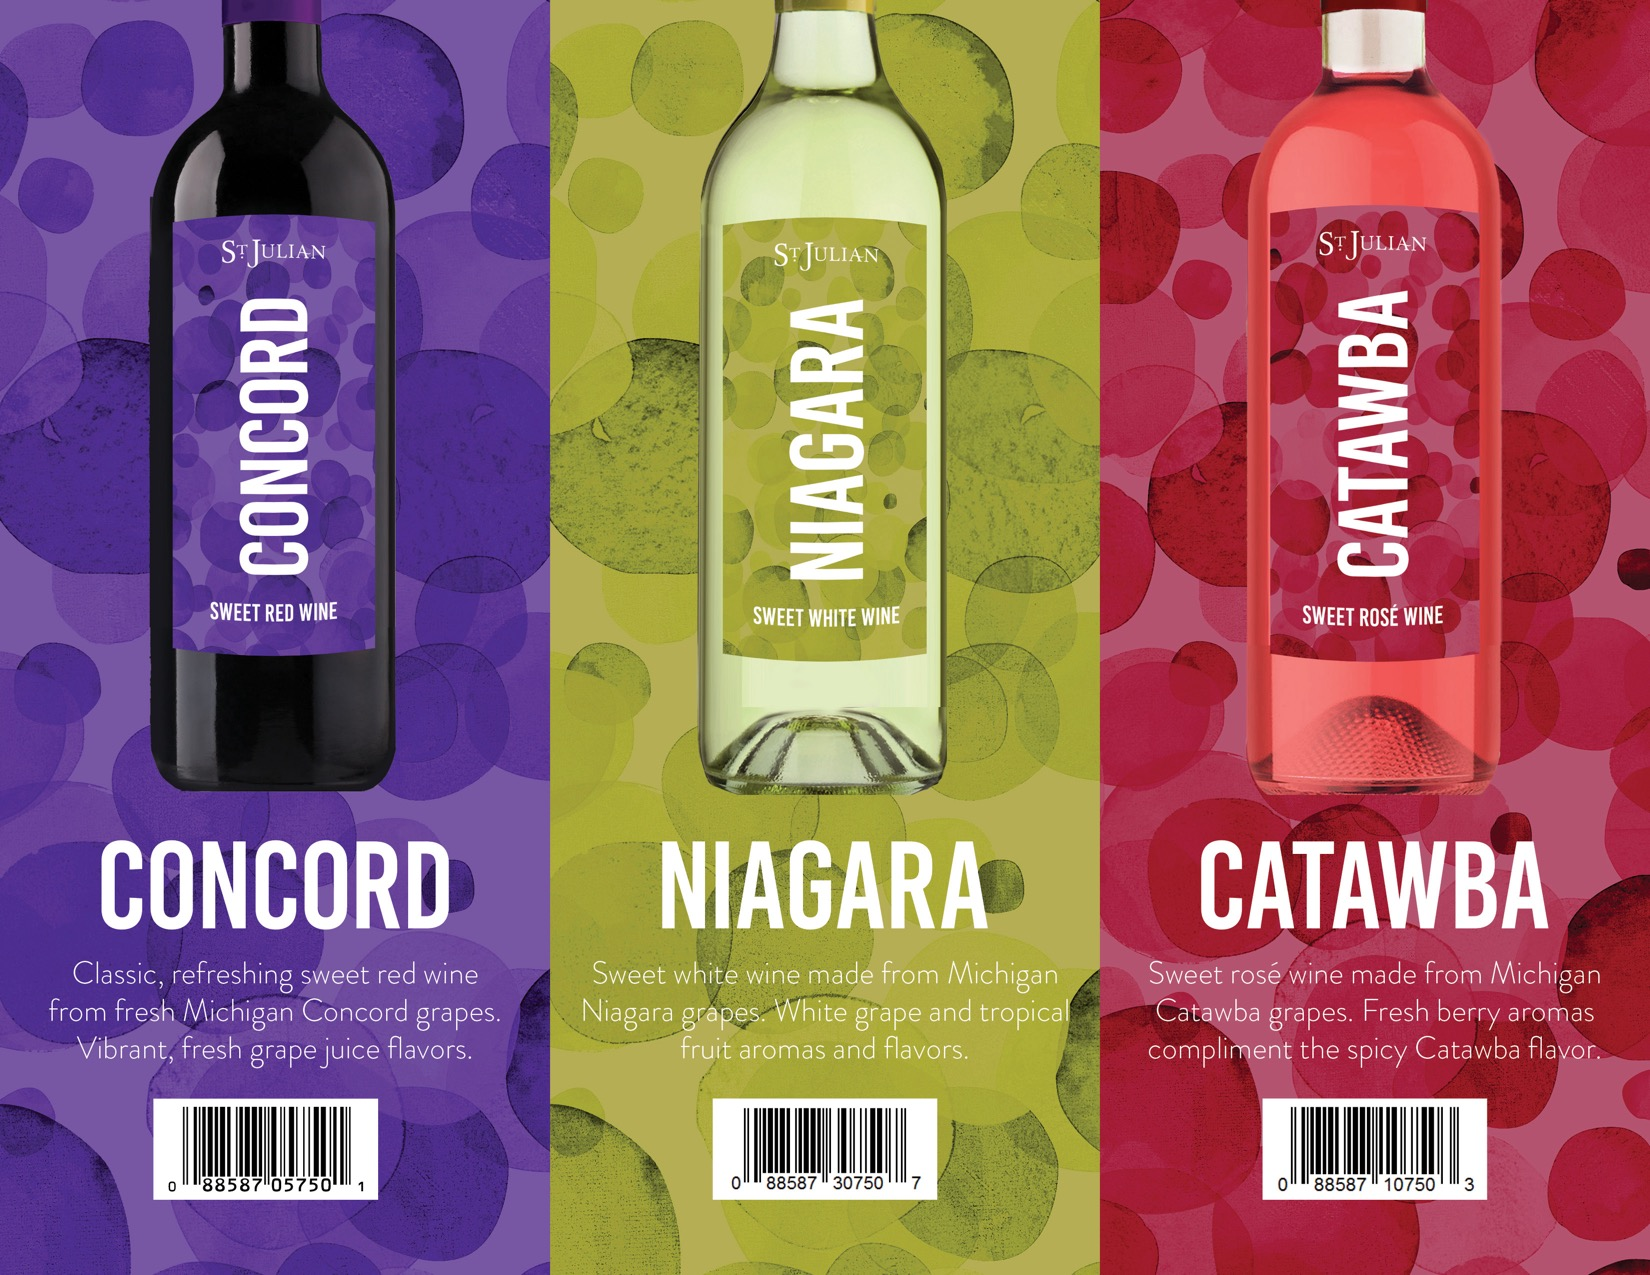 St Julian
CONCORD
SWEET RED WINE
CONCORD
Classic, refreshing sweet red wine
from fresh Michigan Concord grapes.
Vibrant, fresh grape juice flavors.
0 88587 05750 1
St Julian
NIAGARA
SWEET WHITE WINE
NIAGARA
Sweet white wine made from Michigan
Niagara grapes. White grape and tropical
fruit aromas and flavors.
0 88587 30750 7
St Julian
CATAWBA
SWEET ROSÉ WINE
CATAWBA
Sweet rosé wine made from Michigan
Catawba grapes. Fresh berry aromas
compliment the spicy Catawba flavor.
0 88587 10750 3